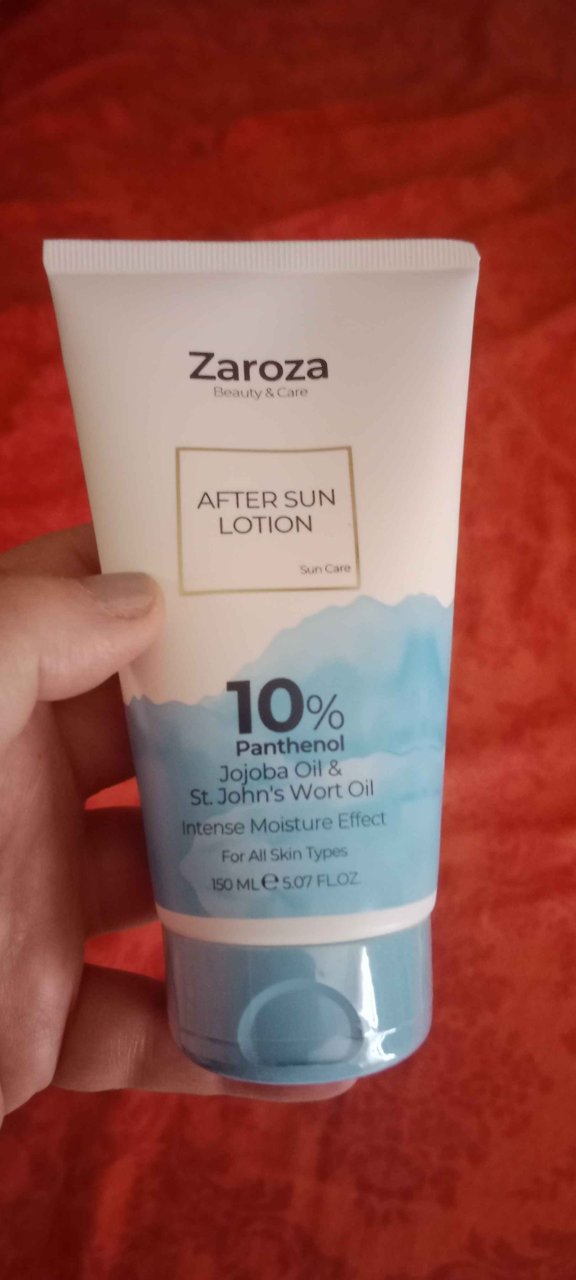 Zaroza
Beauty & Care
AFTER SUN
LOTION
Sun Care
10%
Panthenol
Jojoba Oil &
St. John's Wort Oil
Intense Moisture Effect
For All Skin Types
150 ML ℮ 5.07 FL.OZ.